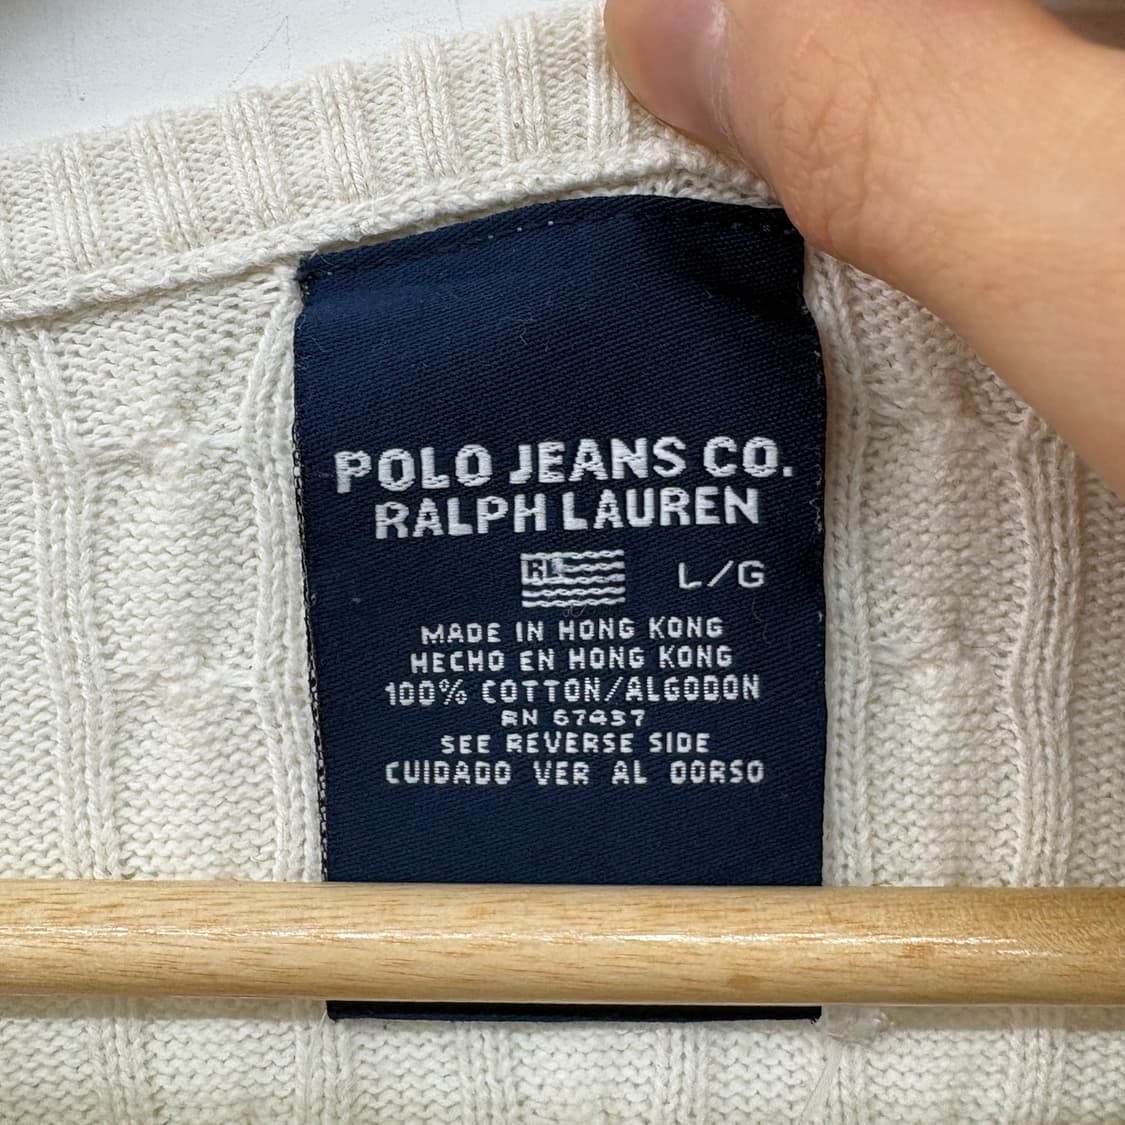 POLO JEANS CO.
RALPH LAUREN
RL
L/G
MADE IN HONG KONG
HECHO EN HONG KONG
100% COTTON/ALGODON
RN 67437
SEE REVERSE SIDE
CUIDADO VER AL DORSO